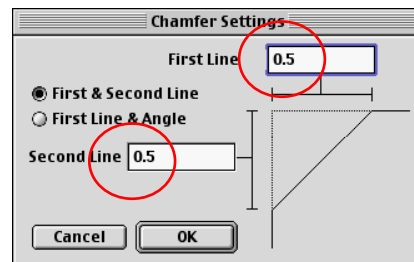 Chamfer Settings
First Line 0.5
First & Second Line
First Line & Angle
Second Line 0.5
Cancel OK